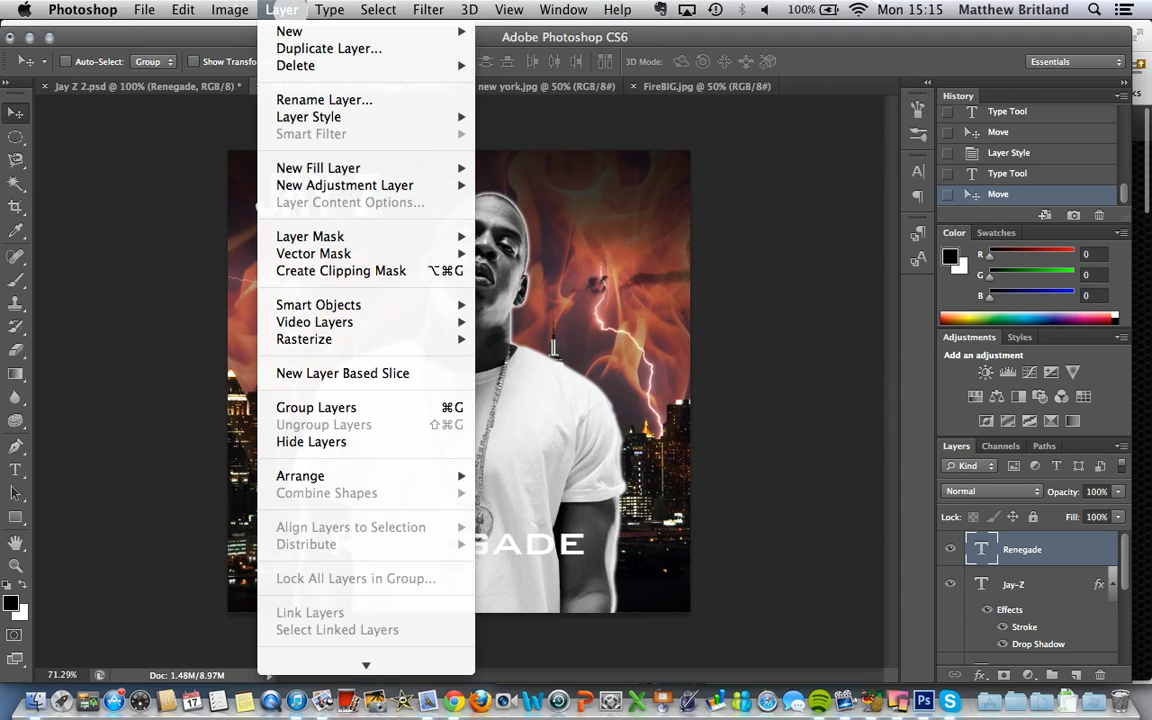 Photoshop File Edit Image Layer Type Select Filter 3D View Window Help 100% Mon 15:15 Matthew Britland
Adobe Photoshop CS6
Auto-Select: Group Show Transfo 3D Mode: Essentials
Jay Z 2.psd @ 100% (Renegade, RGB/8) * new york.jpg @ 50% (RGB/8#) FireBIG.jpg @ 50% (RGB/8#)
New
Duplicate Layer...
Delete
Rename Layer...
Layer Style
Smart Filter
New Fill Layer
New Adjustment Layer
Layer Content Options...
Layer Mask
Vector Mask
Create Clipping Mask ⌥⌘G
Smart Objects
Video Layers
Rasterize
New Layer Based Slice
Group Layers ⌘G
Ungroup Layers ⇧⌘G
Hide Layers
Arrange
Combine Shapes
Align Layers to Selection
Distribute
Lock All Layers in Group...
Link Layers
Select Linked Layers
GADE
71.29% Doc: 1.48M/8.97M
History
Type Tool
Move
Layer Style
Type Tool
Move
Color Swatches
R 0
G 0
B 0
Adjustments Styles
Add an adjustment
Layers Channels Paths
Kind
Normal Opacity: 100%
Lock: Fill: 100%
Renegade
Jay-Z fx
Effects
Stroke
Drop Shadow